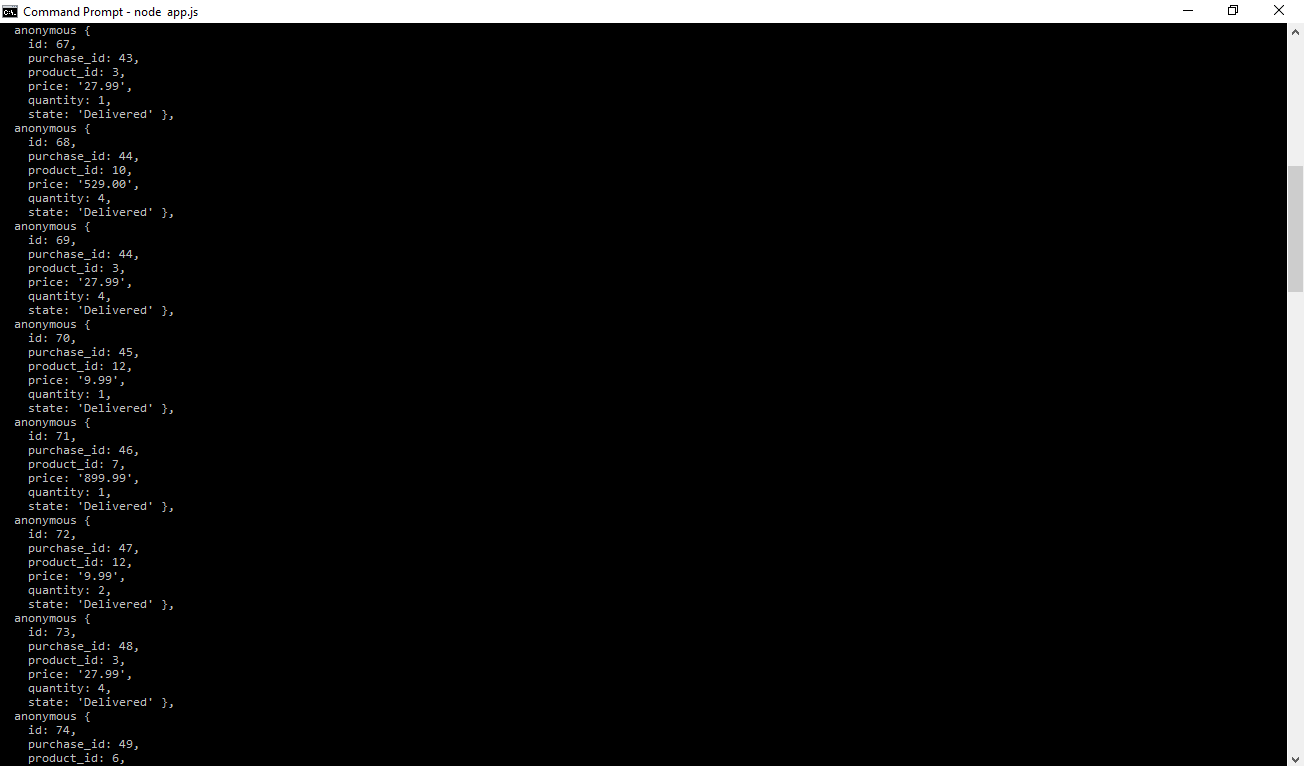 Command Prompt - node  app.js
anonymous {
id: 67,
purchase_id: 43,
product_id: 3,
price: '27.99',
quantity: 1,
state: 'Delivered' },
anonymous {
id: 68,
purchase_id: 44,
product_id: 10,
price: '529.00',
quantity: 4,
state: 'Delivered' },
anonymous {
id: 69,
purchase_id: 44,
product_id: 3,
price: '27.99',
quantity: 4,
state: 'Delivered' },
anonymous {
id: 70,
purchase_id: 45,
product_id: 12,
price: '9.99',
quantity: 1,
state: 'Delivered' },
anonymous {
id: 71,
purchase_id: 46,
product_id: 7,
price: '899.99',
quantity: 1,
state: 'Delivered' },
anonymous {
id: 72,
purchase_id: 47,
product_id: 12,
price: '9.99',
quantity: 2,
state: 'Delivered' },
anonymous {
id: 73,
purchase_id: 48,
product_id: 3,
price: '27.99',
quantity: 4,
state: 'Delivered' },
anonymous {
id: 74,
purchase_id: 49,
product_id: 6,